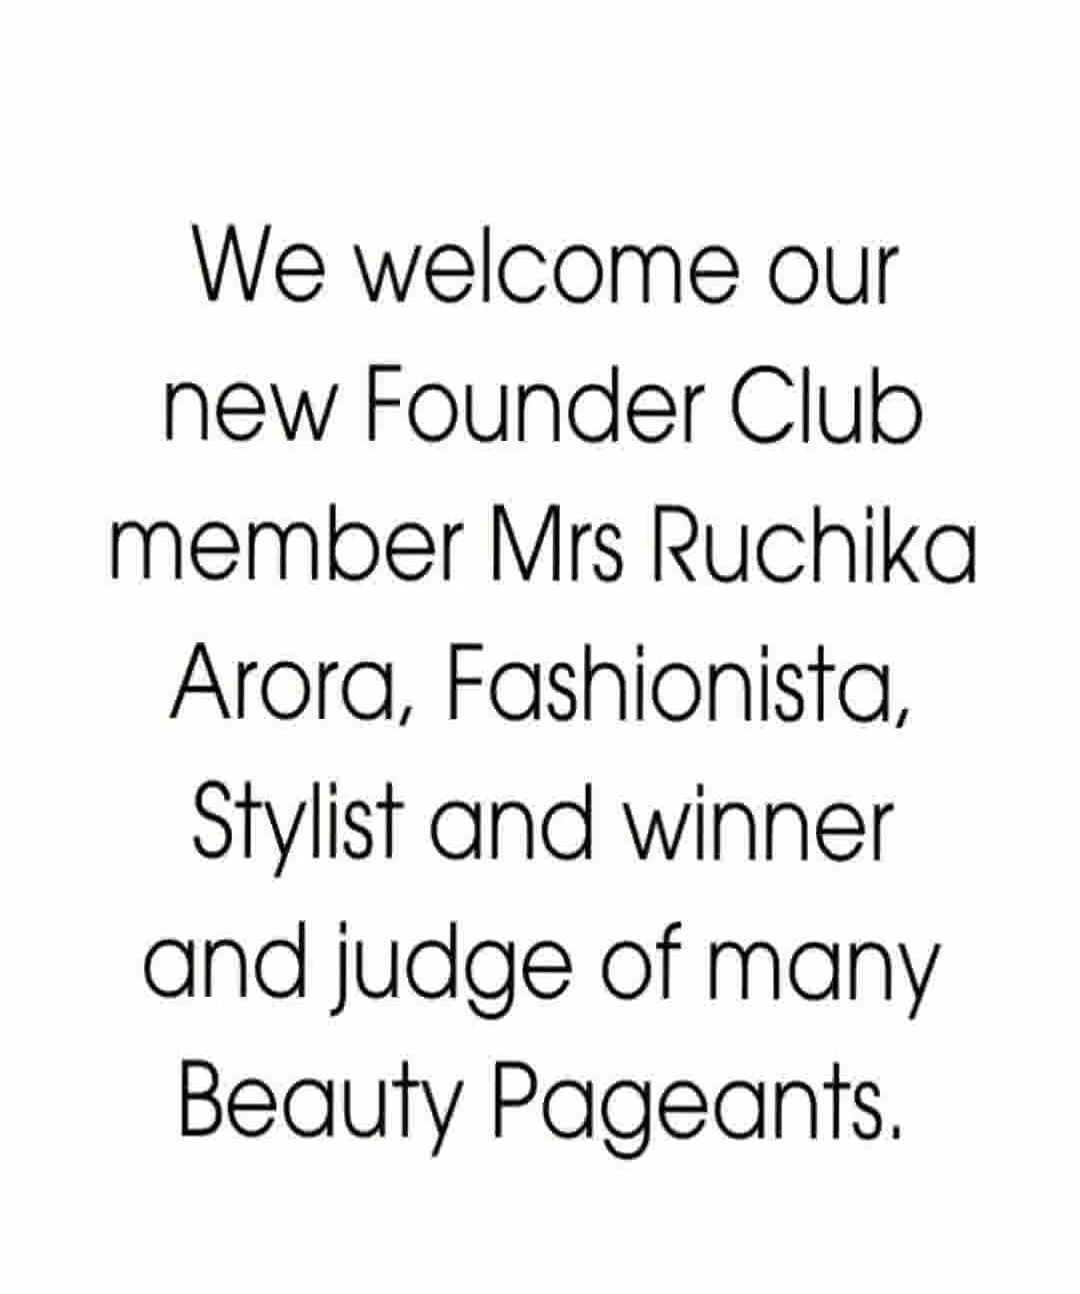 We welcome our
new Founder Club
member Mrs Ruchika
Arora, Fashionista,
Stylist and winner
and judge of many
Beauty Pageants.